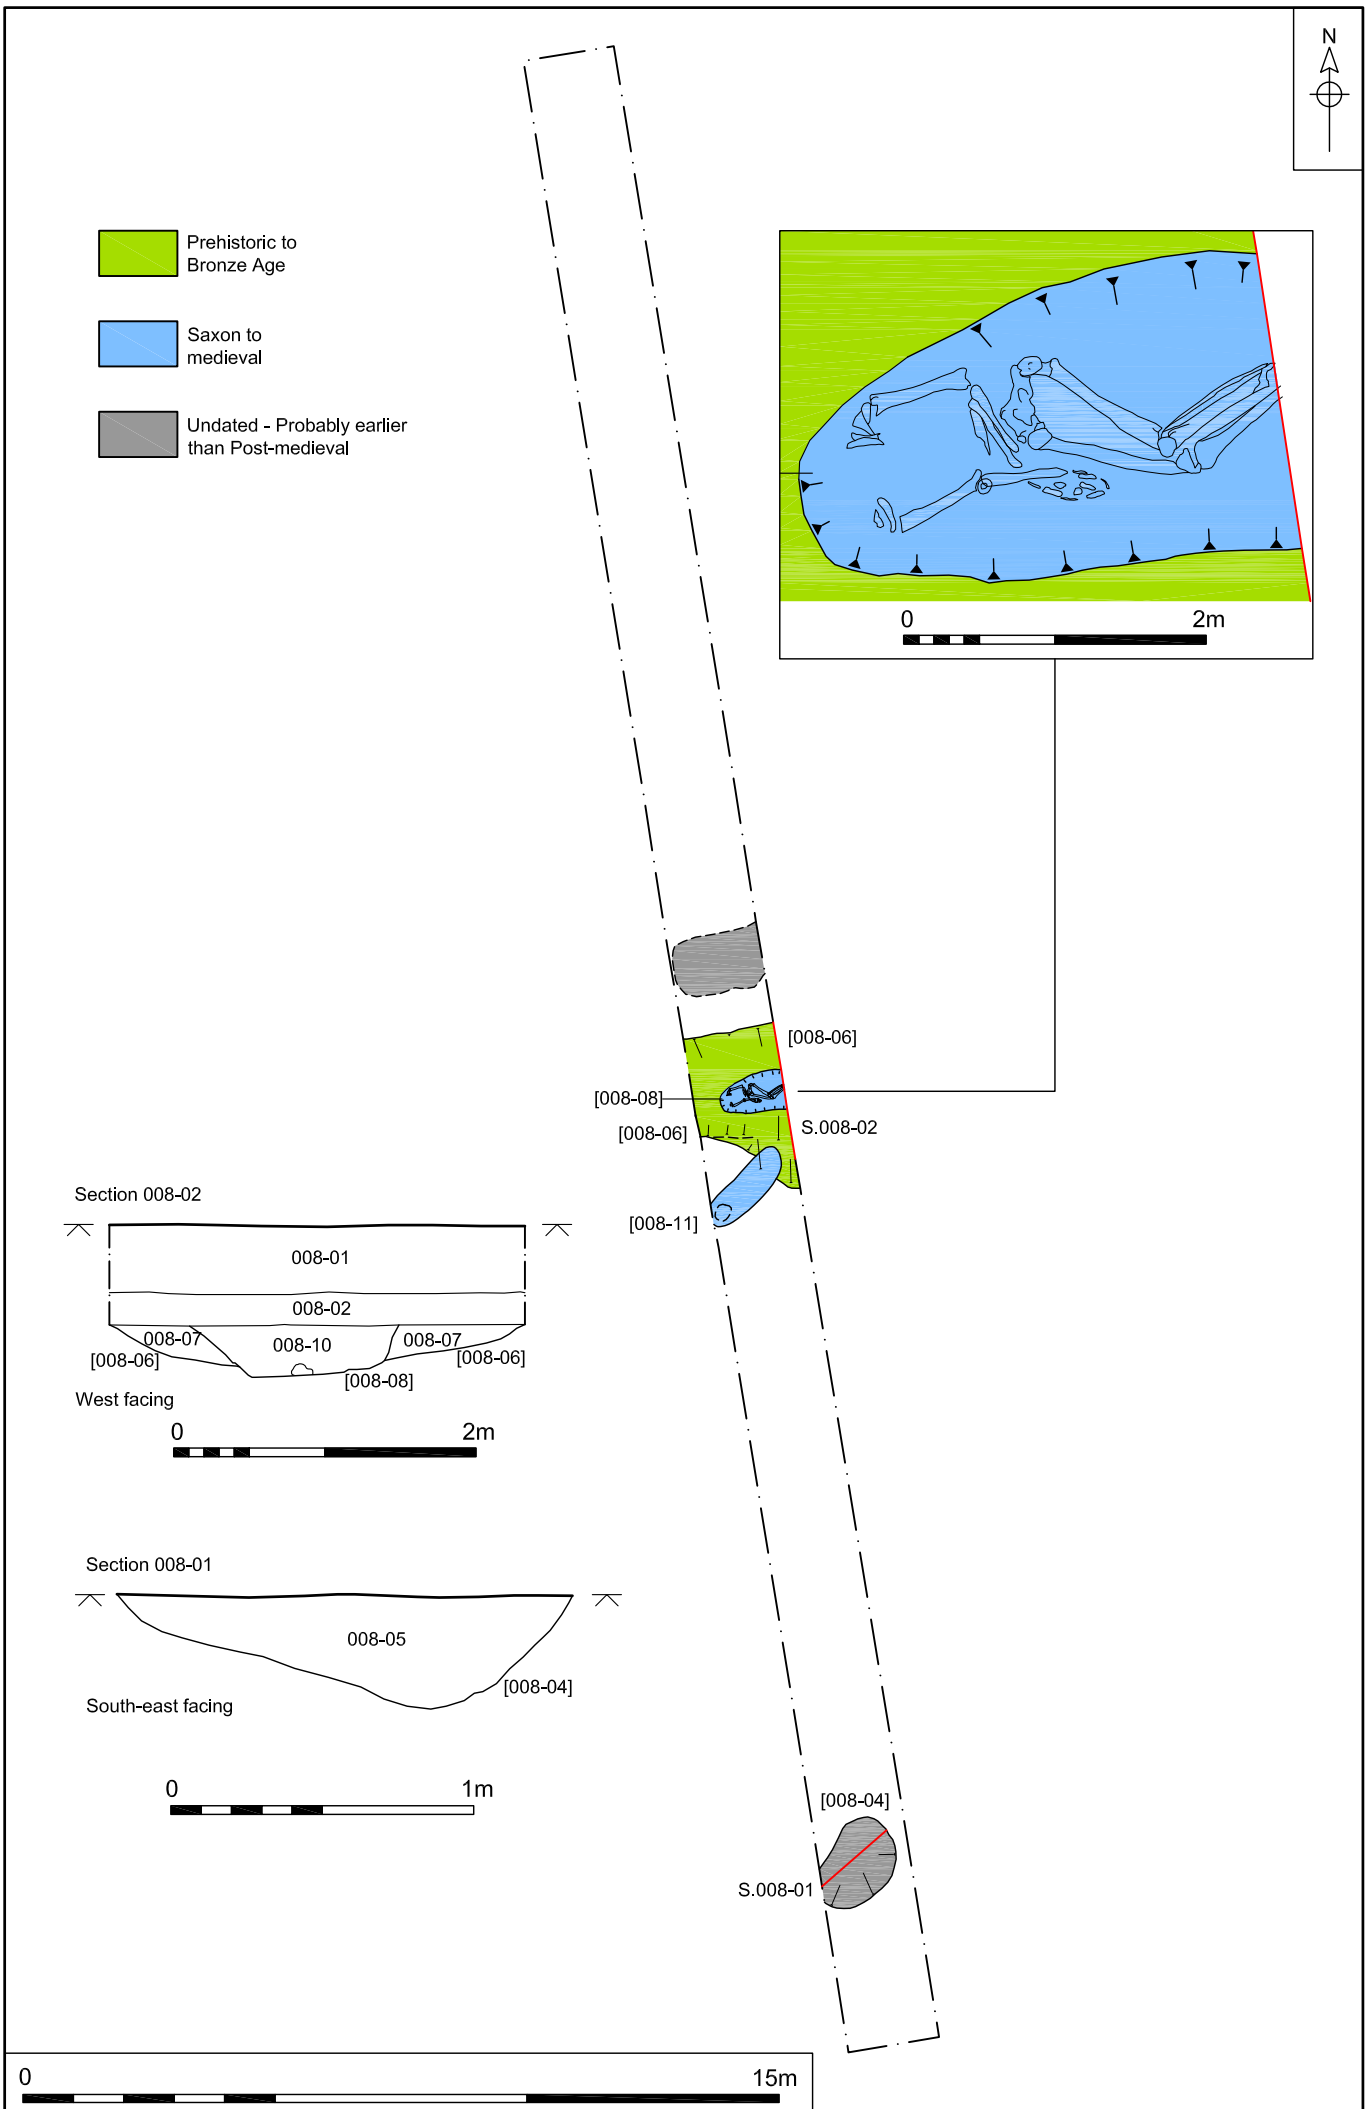 N
Prehistoric to
Bronze Age
Saxon to
medieval
Undated - Probably earlier
than Post-medieval
0 2m
[008-06]
[008-08]
S.008-02
[008-06]
[008-11]
Section 008-02
008-01
008-02
008-07 008-10 008-07
[008-06] [008-08] [008-06]
West facing
0 2m
Section 008-01
008-05
[008-04]
South-east facing
0 1m
[008-04]
S.008-01
0 15m